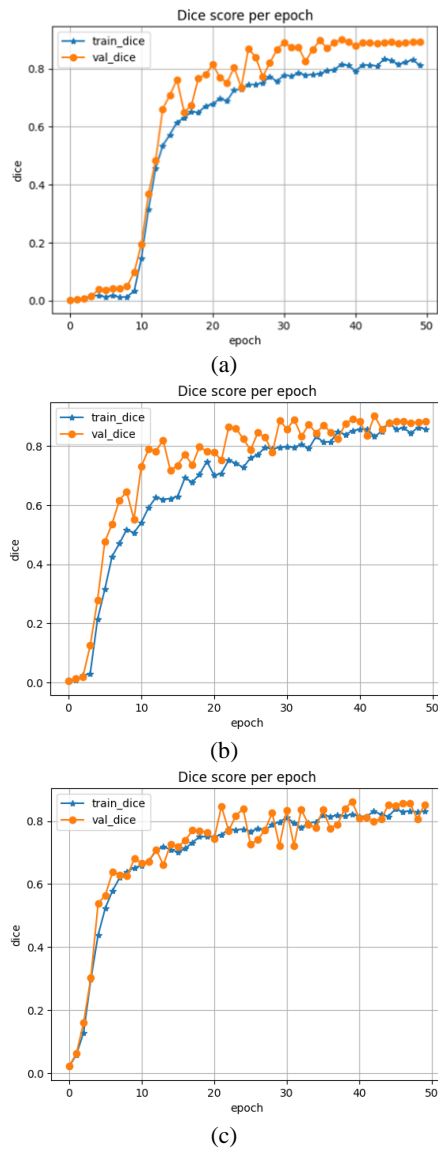 Dice score per epoch
train_dice
val_dice
0.8
0.6
0.4
0.2
0.0
dice
0 10 20 30 40 50
epoch
(a)
Dice score per epoch
train_dice
val_dice
0.8
0.6
0.4
0.2
0.0
dice
0 10 20 30 40 50
epoch
(b)
Dice score per epoch
train_dice
val_dice
0.8
0.6
0.4
0.2
0.0
dice
0 10 20 30 40 50
epoch
(c)